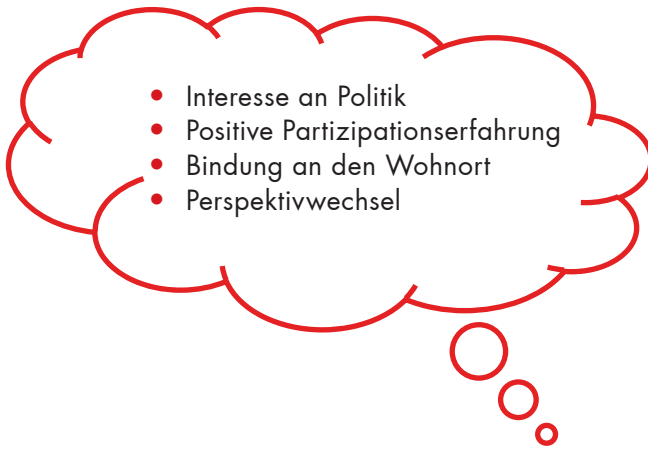 • Interesse an Politik
• Positive Partizipationserfahrung
• Bindung an den Wohnort
• Perspektivwechsel